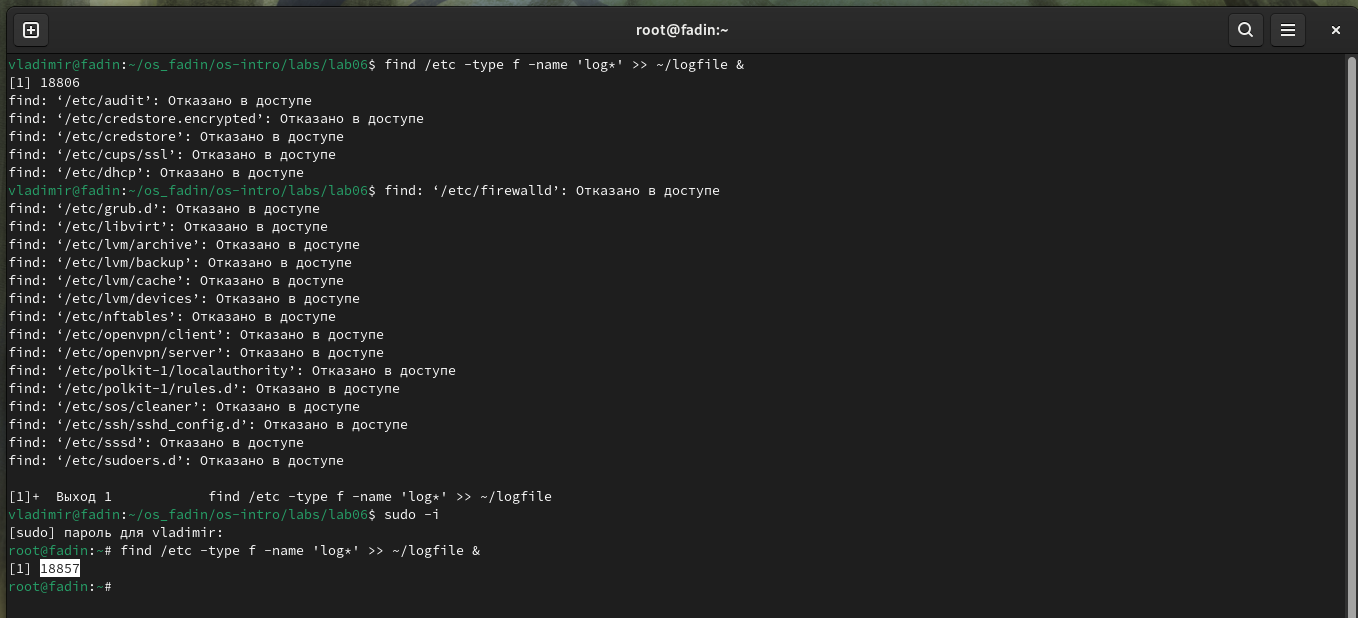 root@fadin:~
vladimir@fadin:~/os_fadin/os-intro/labs/lab06$ find /etc -type f -name 'log*' >> ~/logfile &
[1] 18806
find: ‘/etc/audit’: Отказано в доступе
find: ‘/etc/credstore.encrypted’: Отказано в доступе
find: ‘/etc/credstore’: Отказано в доступе
find: ‘/etc/cups/ssl’: Отказано в доступе
find: ‘/etc/dhcp’: Отказано в доступе
vladimir@fadin:~/os_fadin/os-intro/labs/lab06$ find: ‘/etc/firewalld’: Отказано в доступе
find: ‘/etc/grub.d’: Отказано в доступе
find: ‘/etc/libvirt’: Отказано в доступе
find: ‘/etc/lvm/archive’: Отказано в доступе
find: ‘/etc/lvm/backup’: Отказано в доступе
find: ‘/etc/lvm/cache’: Отказано в доступе
find: ‘/etc/lvm/devices’: Отказано в доступе
find: ‘/etc/nftables’: Отказано в доступе
find: ‘/etc/openvpn/client’: Отказано в доступе
find: ‘/etc/openvpn/server’: Отказано в доступе
find: ‘/etc/polkit-1/localauthority’: Отказано в доступе
find: ‘/etc/polkit-1/rules.d’: Отказано в доступе
find: ‘/etc/sos/cleaner’: Отказано в доступе
find: ‘/etc/ssh/sshd_config.d’: Отказано в доступе
find: ‘/etc/sssd’: Отказано в доступе
find: ‘/etc/sudoers.d’: Отказано в доступе
[1]+  Выход 1            find /etc -type f -name 'log*' >> ~/logfile
vladimir@fadin:~/os_fadin/os-intro/labs/lab06$ sudo -i
[sudo] пароль для vladimir:
root@fadin:~# find /etc -type f -name 'log*' >> ~/logfile &
[1] 18857
root@fadin:~#